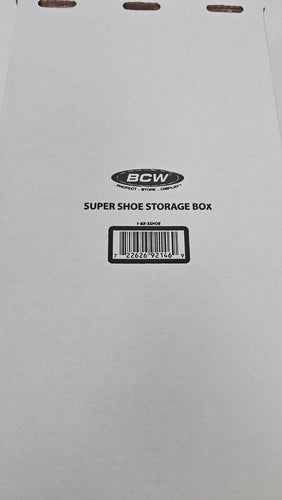 BCW
PROTECT · STORE · DISPLAY
SUPER SHOE STORAGE BOX
1-BX-SSHOE
7 22626 92146 9